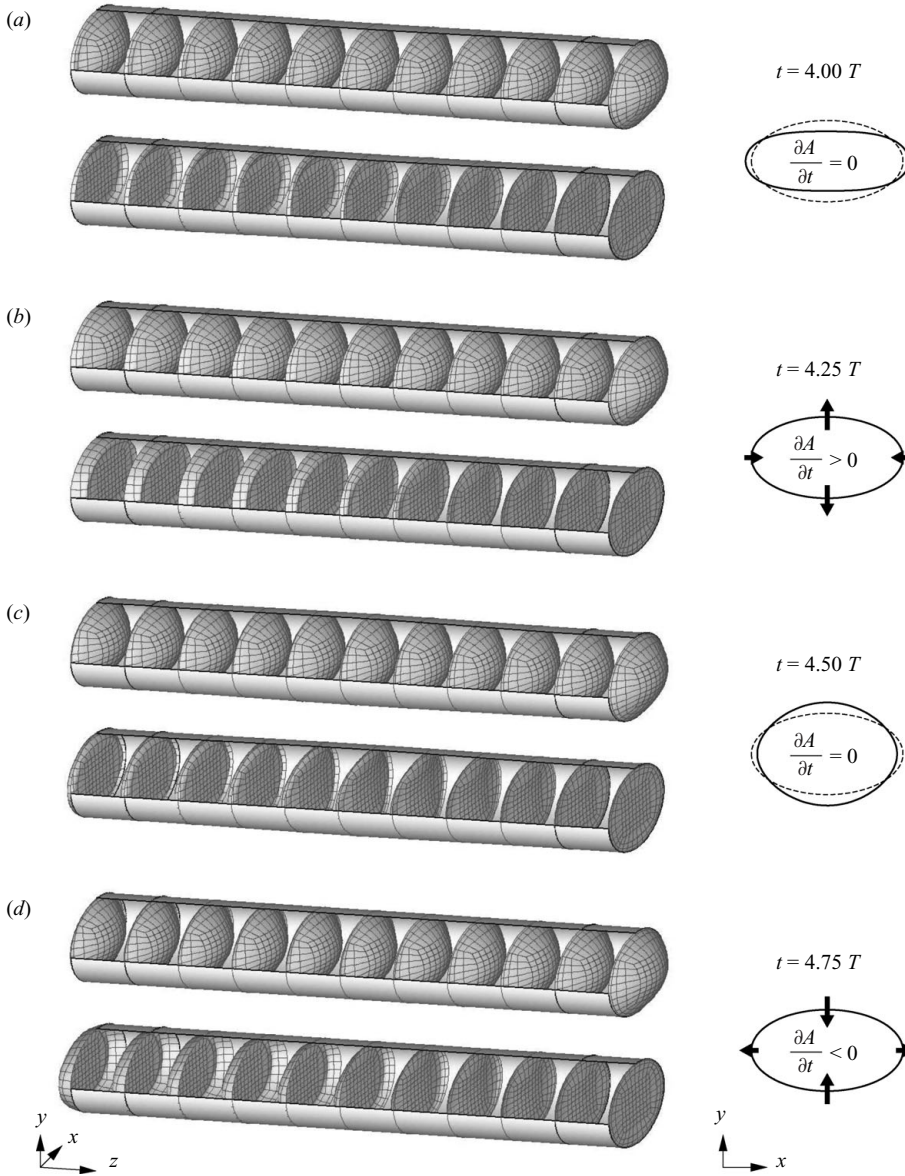 (a)
t = 4.00 T
∂A/∂t = 0
(b)
t = 4.25 T
∂A/∂t > 0
(c)
t = 4.50 T
∂A/∂t = 0
(d)
t = 4.75 T
∂A/∂t < 0
y
x
z
y
x